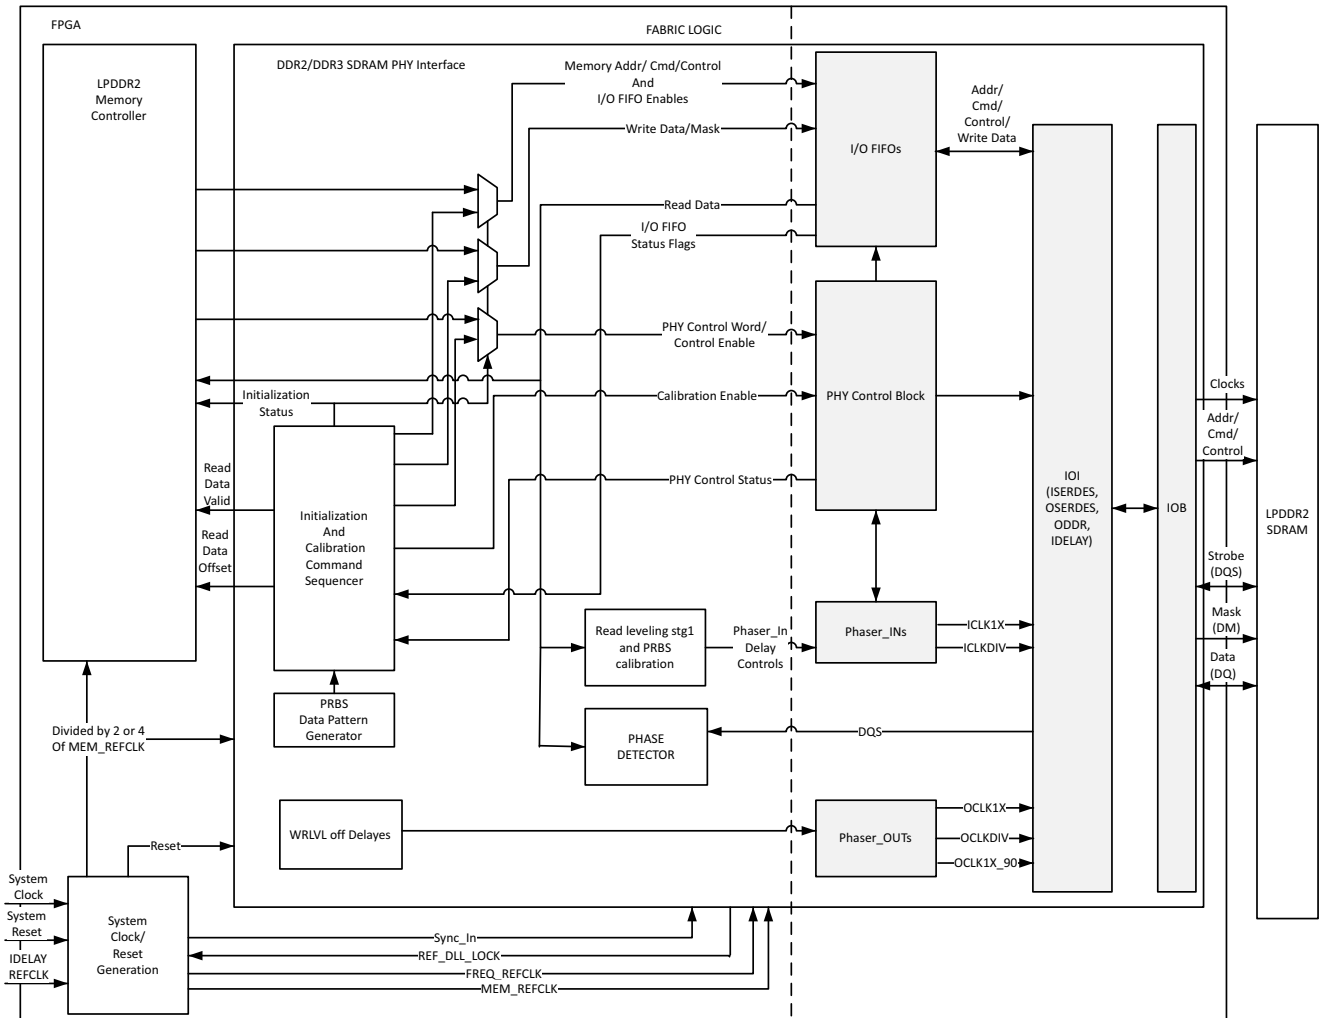 FPGA
FABRIC LOGIC
LPDDR2
Memory
Controller
DDR2/DDR3 SDRAM PHY Interface
Memory Addr/ Cmd/Control
And
I/O FIFO Enables
Write Data/Mask
Read Data
I/O FIFO
Status Flags
I/O FIFOs
Addr/
Cmd/
Control/
Write Data
PHY Control Word/
Control Enable
Calibration Enable
PHY Control Block
PHY Control Status
Initialization
Status
Read
Data
Valid
Read
Data
Offset
Initialization
And
Calibration
Command
Sequencer
IOI
(ISERDES,
OSERDES,
ODDR,
IDELAY)
IOB
Clocks
Addr/
Cmd/
Control
LPDDR2
SDRAM
Strobe
(DQS)
Mask
(DM)
Data
(DQ)
Read leveling stg1
and PRBS
calibration
Phaser_In
Delay
Controls
Phaser_INs
ICLK1X
ICLKDIV
PRBS
Data Pattern
Generator
PHASE
DETECTOR
DQS
Divided by 2 or 4
Of MEM_REFCLK
WRLVL off Delayes
Phaser_OUTs
OCLK1X
OCLKDIV
OCLK1X_90
Reset
System
Clock
System
Reset
IDELAY
REFCLK
System
Clock/
Reset
Generation
Sync_In
REF_DLL_LOCK
FREQ_REFCLK
MEM_REFCLK